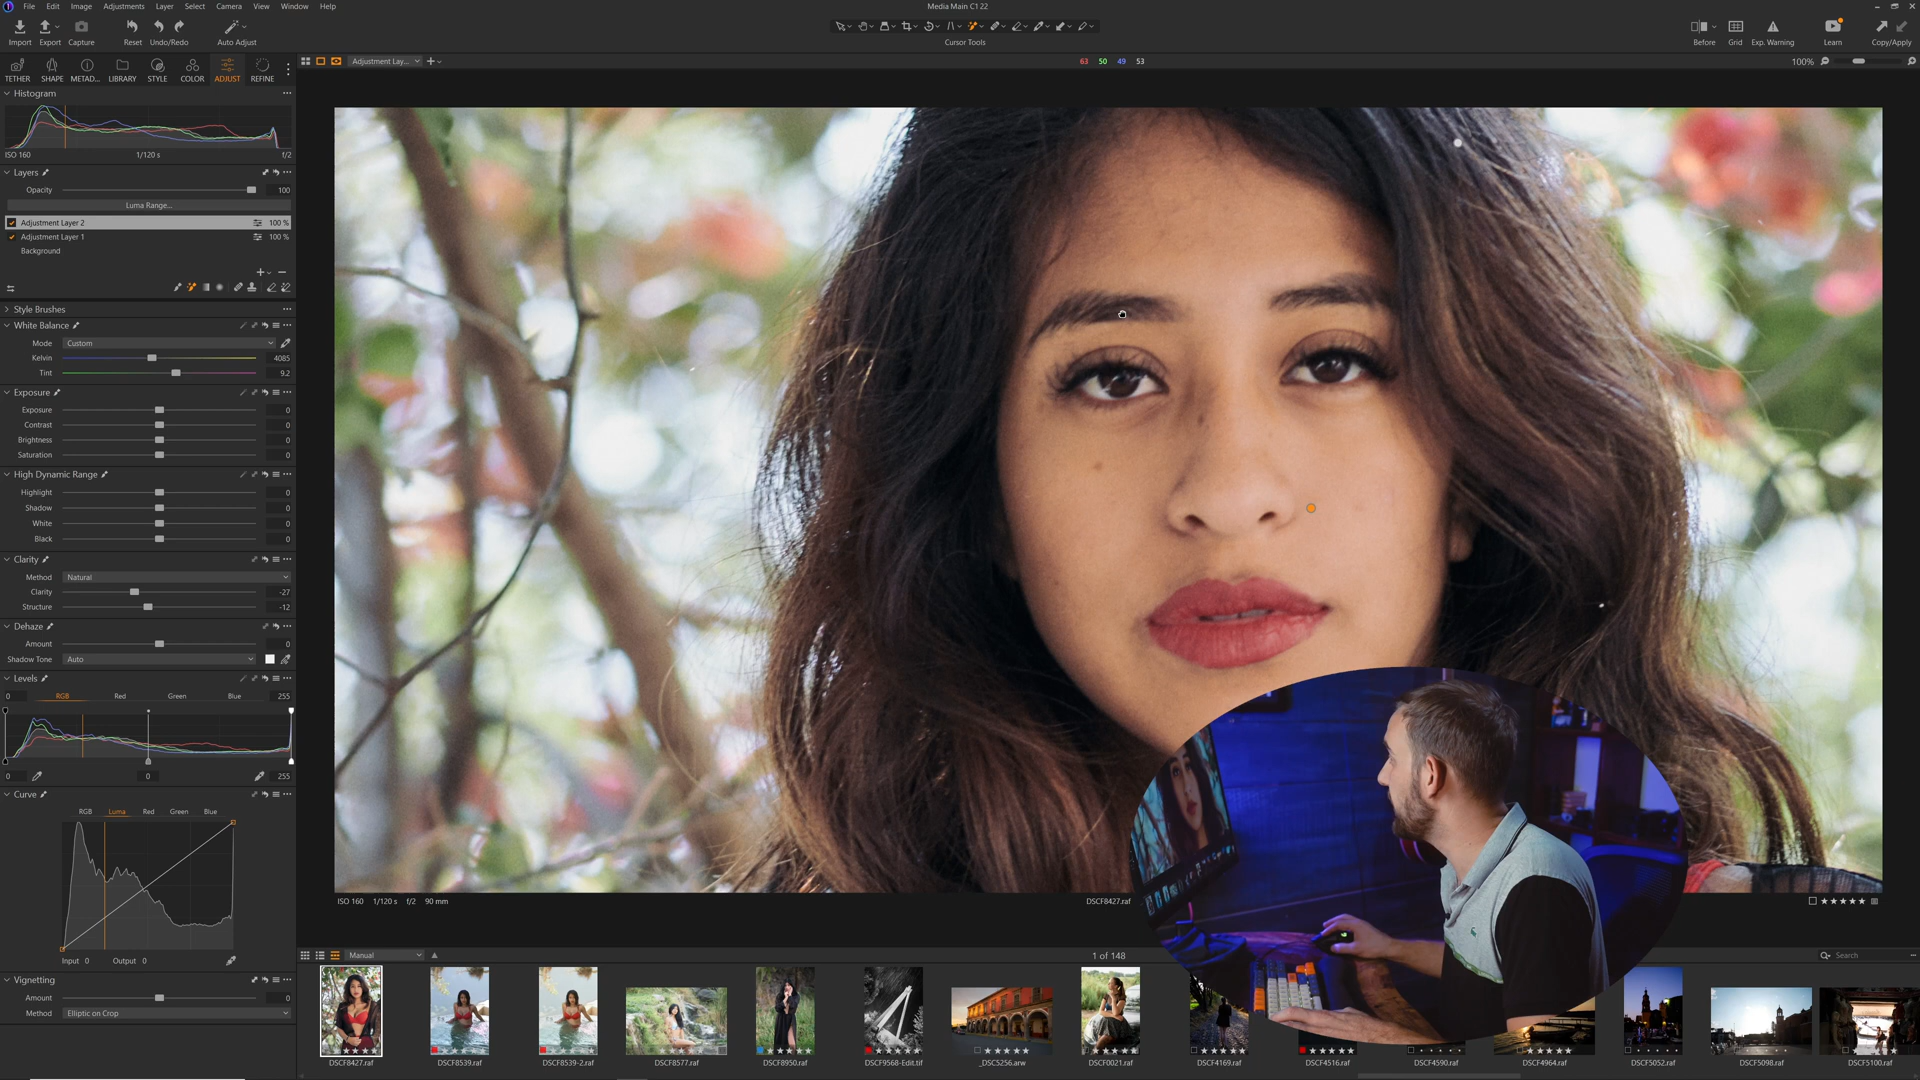 File Edit Image Adjustments Layer Select Camera View Window Help
Media Main C1 22
Import Export Capture Reset Undo/Redo Auto Adjust
Cursor Tools
Before Grid Exp. Warning Learn Copy/Apply
TETHER SHAPE METAD... LIBRARY STYLE COLOR ADJUST REFINE
Adjustment Lay...
63 50 49 53
100%
Histogram
ISO 160 1/120 s f/2
Layers
Opacity 100
Luma Range...
Adjustment Layer 2 100 %
Adjustment Layer 1 100 %
Background
Style Brushes
White Balance
Mode Custom
Kelvin 4085
Tint 9.2
Exposure
Exposure 0
Contrast 0
Brightness 0
Saturation 0
High Dynamic Range
Highlight 0
Shadow 0
White 0
Black 0
Clarity
Method Natural
Clarity -27
Structure -12
Dehaze
Amount 0
Shadow Tone Auto
Levels
0 RGB Red Green Blue 255
0 0 255
Curve
RGB Luma Red Green Blue
Input 0 Output 0
Vignetting
Amount 0
Method Elliptic on Crop
ISO 160 1/120 s f/2 90 mm
DSCF8427.raf
Manual
1 of 148
Search
DSCF8427.raf DSCF8539.raf DSCF8539-2.raf DSCF8577.raf DSCF8950.raf DSCF9568-Edit.tif _DSC5256.arw DSCF0021.raf DSCF4169.raf DSCF4516.raf DSCF4590.raf DSCF4964.raf DSCF5052.raf DSCF5098.raf DSCF5100.raf